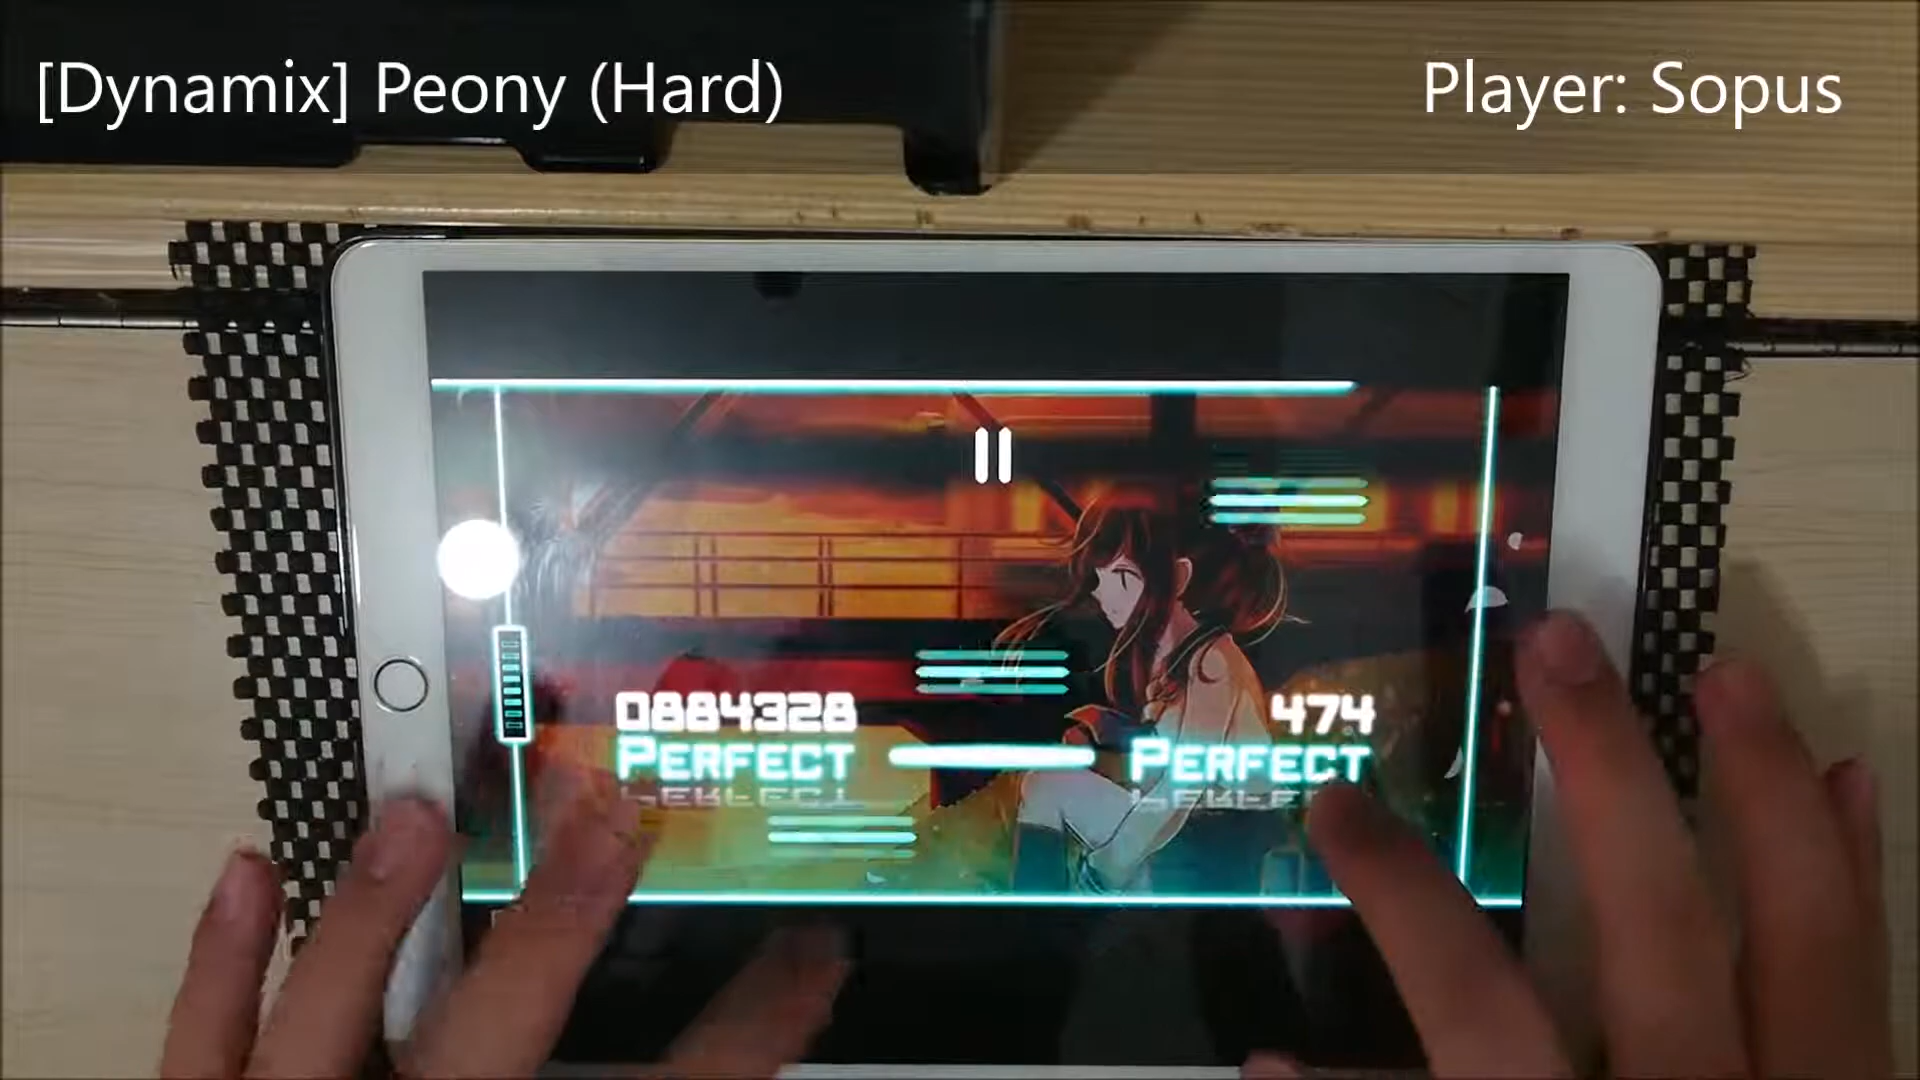 [Dynamix] Peony (Hard)
Player: Sopus
0884328
474
PERFECT
PERFECT